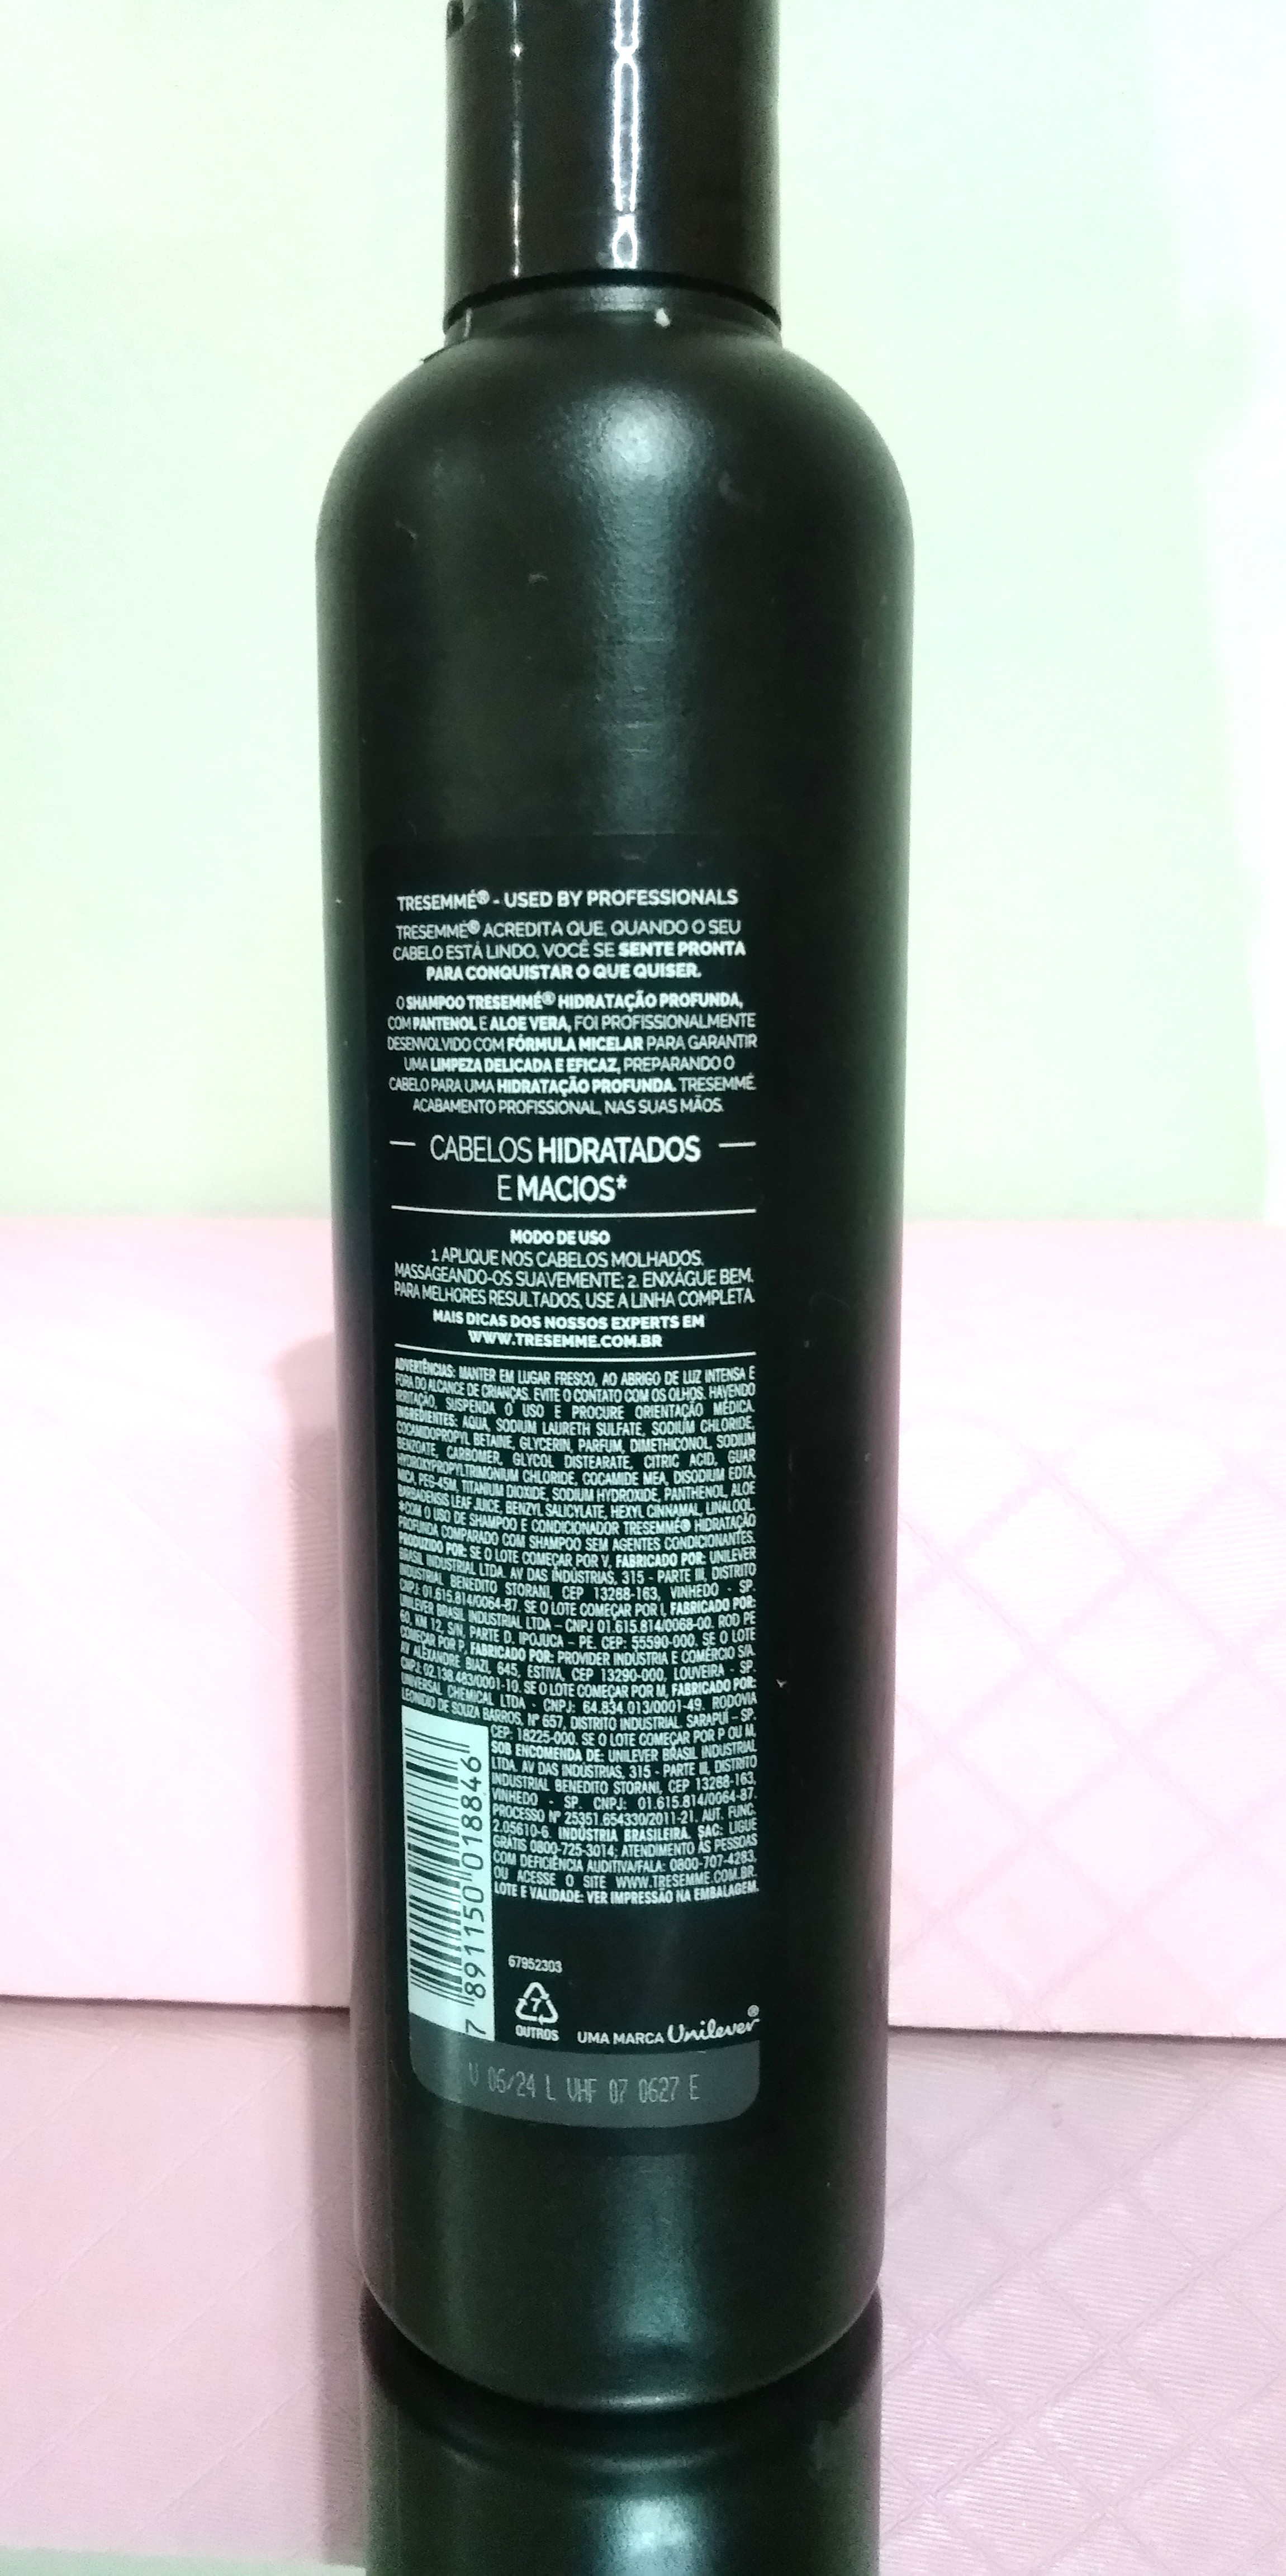 TRESEMMÉ® - USED BY PROFESSIONALS
TRESEMMÉ® ACREDITA QUE, QUANDO O SEU
CABELO ESTÁ LINDO, VOCÊ SE SENTE PRONTA
PARA CONQUISTAR O QUE QUISER.
O SHAMPOO TRESEMMÉ® HIDRATAÇÃO PROFUNDA,
COM PANTENOL E ALOE VERA, FOI PROFISSIONALMENTE
DESENVOLVIDO COM FÓRMULA MICELAR PARA GARANTIR
UMA LIMPEZA DELICADA E EFICAZ, PREPARANDO O
CABELO PARA UMA HIDRATAÇÃO PROFUNDA. TRESEMMÉ.
ACABAMENTO PROFISSIONAL, NAS SUAS MÃOS.
CABELOS HIDRATADOS
E MACIOS*
MODO DE USO
1. APLIQUE NOS CABELOS MOLHADOS,
MASSAGEANDO-OS SUAVEMENTE; 2. ENXÁGUE BEM.
PARA MELHORES RESULTADOS, USE A LINHA COMPLETA.
MAIS DICAS DOS NOSSOS EXPERTS EM
WWW.TRESEMME.COM.BR
ADVERTÊNCIAS: MANTER EM LUGAR FRESCO, AO ABRIGO DE LUZ INTENSA E
FORA DO ALCANCE DE CRIANÇAS. EVITE O CONTATO COM OS OLHOS. HAVENDO
IRRITAÇÃO, SUSPENDA O USO E PROCURE ORIENTAÇÃO MÉDICA.
INGREDIENTES: AQUA, SODIUM LAURETH SULFATE, SODIUM CHLORIDE,
COCAMIDOPROPYL BETAINE, GLYCERIN, PARFUM, DIMETHICONOL, SODIUM
BENZOATE, CARBOMER, GLYCOL DISTEARATE, CITRIC ACID, GUAR
HYDROXYPROPYLTRIMONIUM CHLORIDE, COCAMIDE MEA, DISODIUM EDTA,
MICA, PEG-45M, TITANIUM DIOXIDE, SODIUM HYDROXIDE, PANTHENOL, ALOE
BARBADENSIS LEAF JUICE, BENZYL SALICYLATE, HEXYL CINNAMAL, LINALOOL.
*COM O USO DE SHAMPOO E CONDICIONADOR TRESEMMÉ® HIDRATAÇÃO
PROFUNDA COMPARADO COM SHAMPOO SEM AGENTES CONDICIONANTES.
PRODUZIDO POR: SE O LOTE COMEÇAR POR V, FABRICADO POR: UNILEVER
BRASIL INDUSTRIAL LTDA. AV DAS INDÚSTRIAS, 315 - PARTE III, DISTRITO
INDUSTRIAL BENEDITO STORANI, CEP 13288-163, VINHEDO - SP.
CNPJ: 01.615.814/0064-87. SE O LOTE COMEÇAR POR I, FABRICADO POR:
UNILEVER BRASIL INDUSTRIAL LTDA – CNPJ 01.615.814/0068-00. ROD PE
60, KM 12, S/N, PARTE D. IPOJUCA – PE. CEP: 55590-000. SE O LOTE
COMEÇAR POR P, FABRICADO POR: PROVIDER INDÚSTRIA E COMÉRCIO S/A.
AV ALEXANDRE BIAZI, 645, ESTIVA, CEP 13290-000, LOUVEIRA - SP.
CNPJ: 02.138.483/0001-10. SE O LOTE COMEÇAR POR M, FABRICADO POR:
UNIVERSAL CHEMICAL LTDA - CNPJ: 64.834.013/0001-49. RODOVIA
LEONIDIO DE SOUZA BARROS, Nº 657, DISTRITO INDUSTRIAL. SARAPUÍ – SP.
CEP: 18225-000. SE O LOTE COMEÇAR POR P OU M,
SOB ENCOMENDA DE: UNILEVER BRASIL INDUSTRIAL
LTDA. AV DAS INDÚSTRIAS, 315 - PARTE III, DISTRITO
INDUSTRIAL BENEDITO STORANI, CEP 13288-163,
VINHEDO - SP. CNPJ: 01.615.814/0064-87.
PROCESSO Nº 25351.654330/2011-21. AUT. FUNC.
2.05610-6. INDÚSTRIA BRASILEIRA. SAC: LIGUE
GRÁTIS 0800-725-3014; ATENDIMENTO ÀS PESSOAS
COM DEFICIÊNCIA AUDITIVA/FALA: 0800-707-4283,
OU ACESSE O SITE WWW.TRESEMME.COM.BR.
LOTE E VALIDADE: VER IMPRESSÃO NA EMBALAGEM.
7 891150 018846
67952303
7
OUTROS
UMA MARCA Unilever®
V 06/24 L VHF 07 0627 E